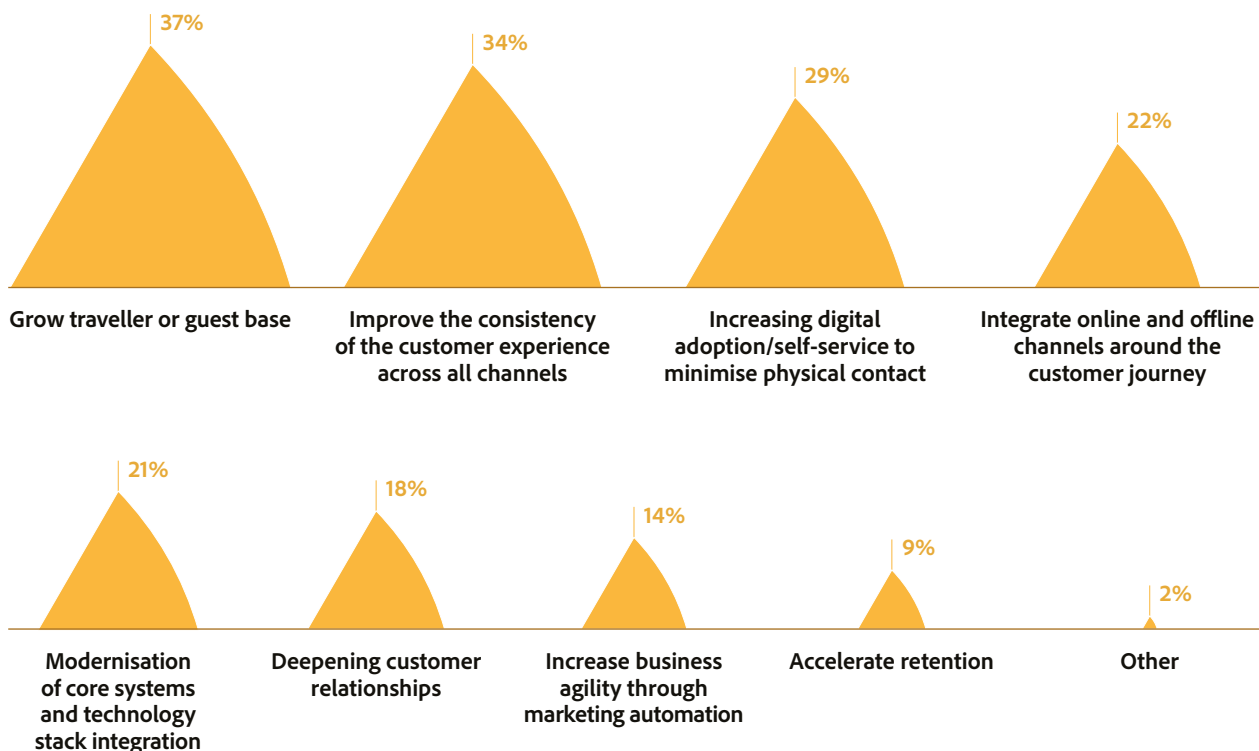 37%
34%
29%
22%
Grow traveller or guest base
Improve the consistency
of the customer experience
across all channels
Increasing digital
adoption/self-service to
minimise physical contact
Integrate online and offline
channels around the
customer journey
21%
18%
14%
9%
2%
Modernisation
of core systems
and technology
stack integration
Deepening customer
relationships
Increase business
agility through
marketing automation
Accelerate retention
Other